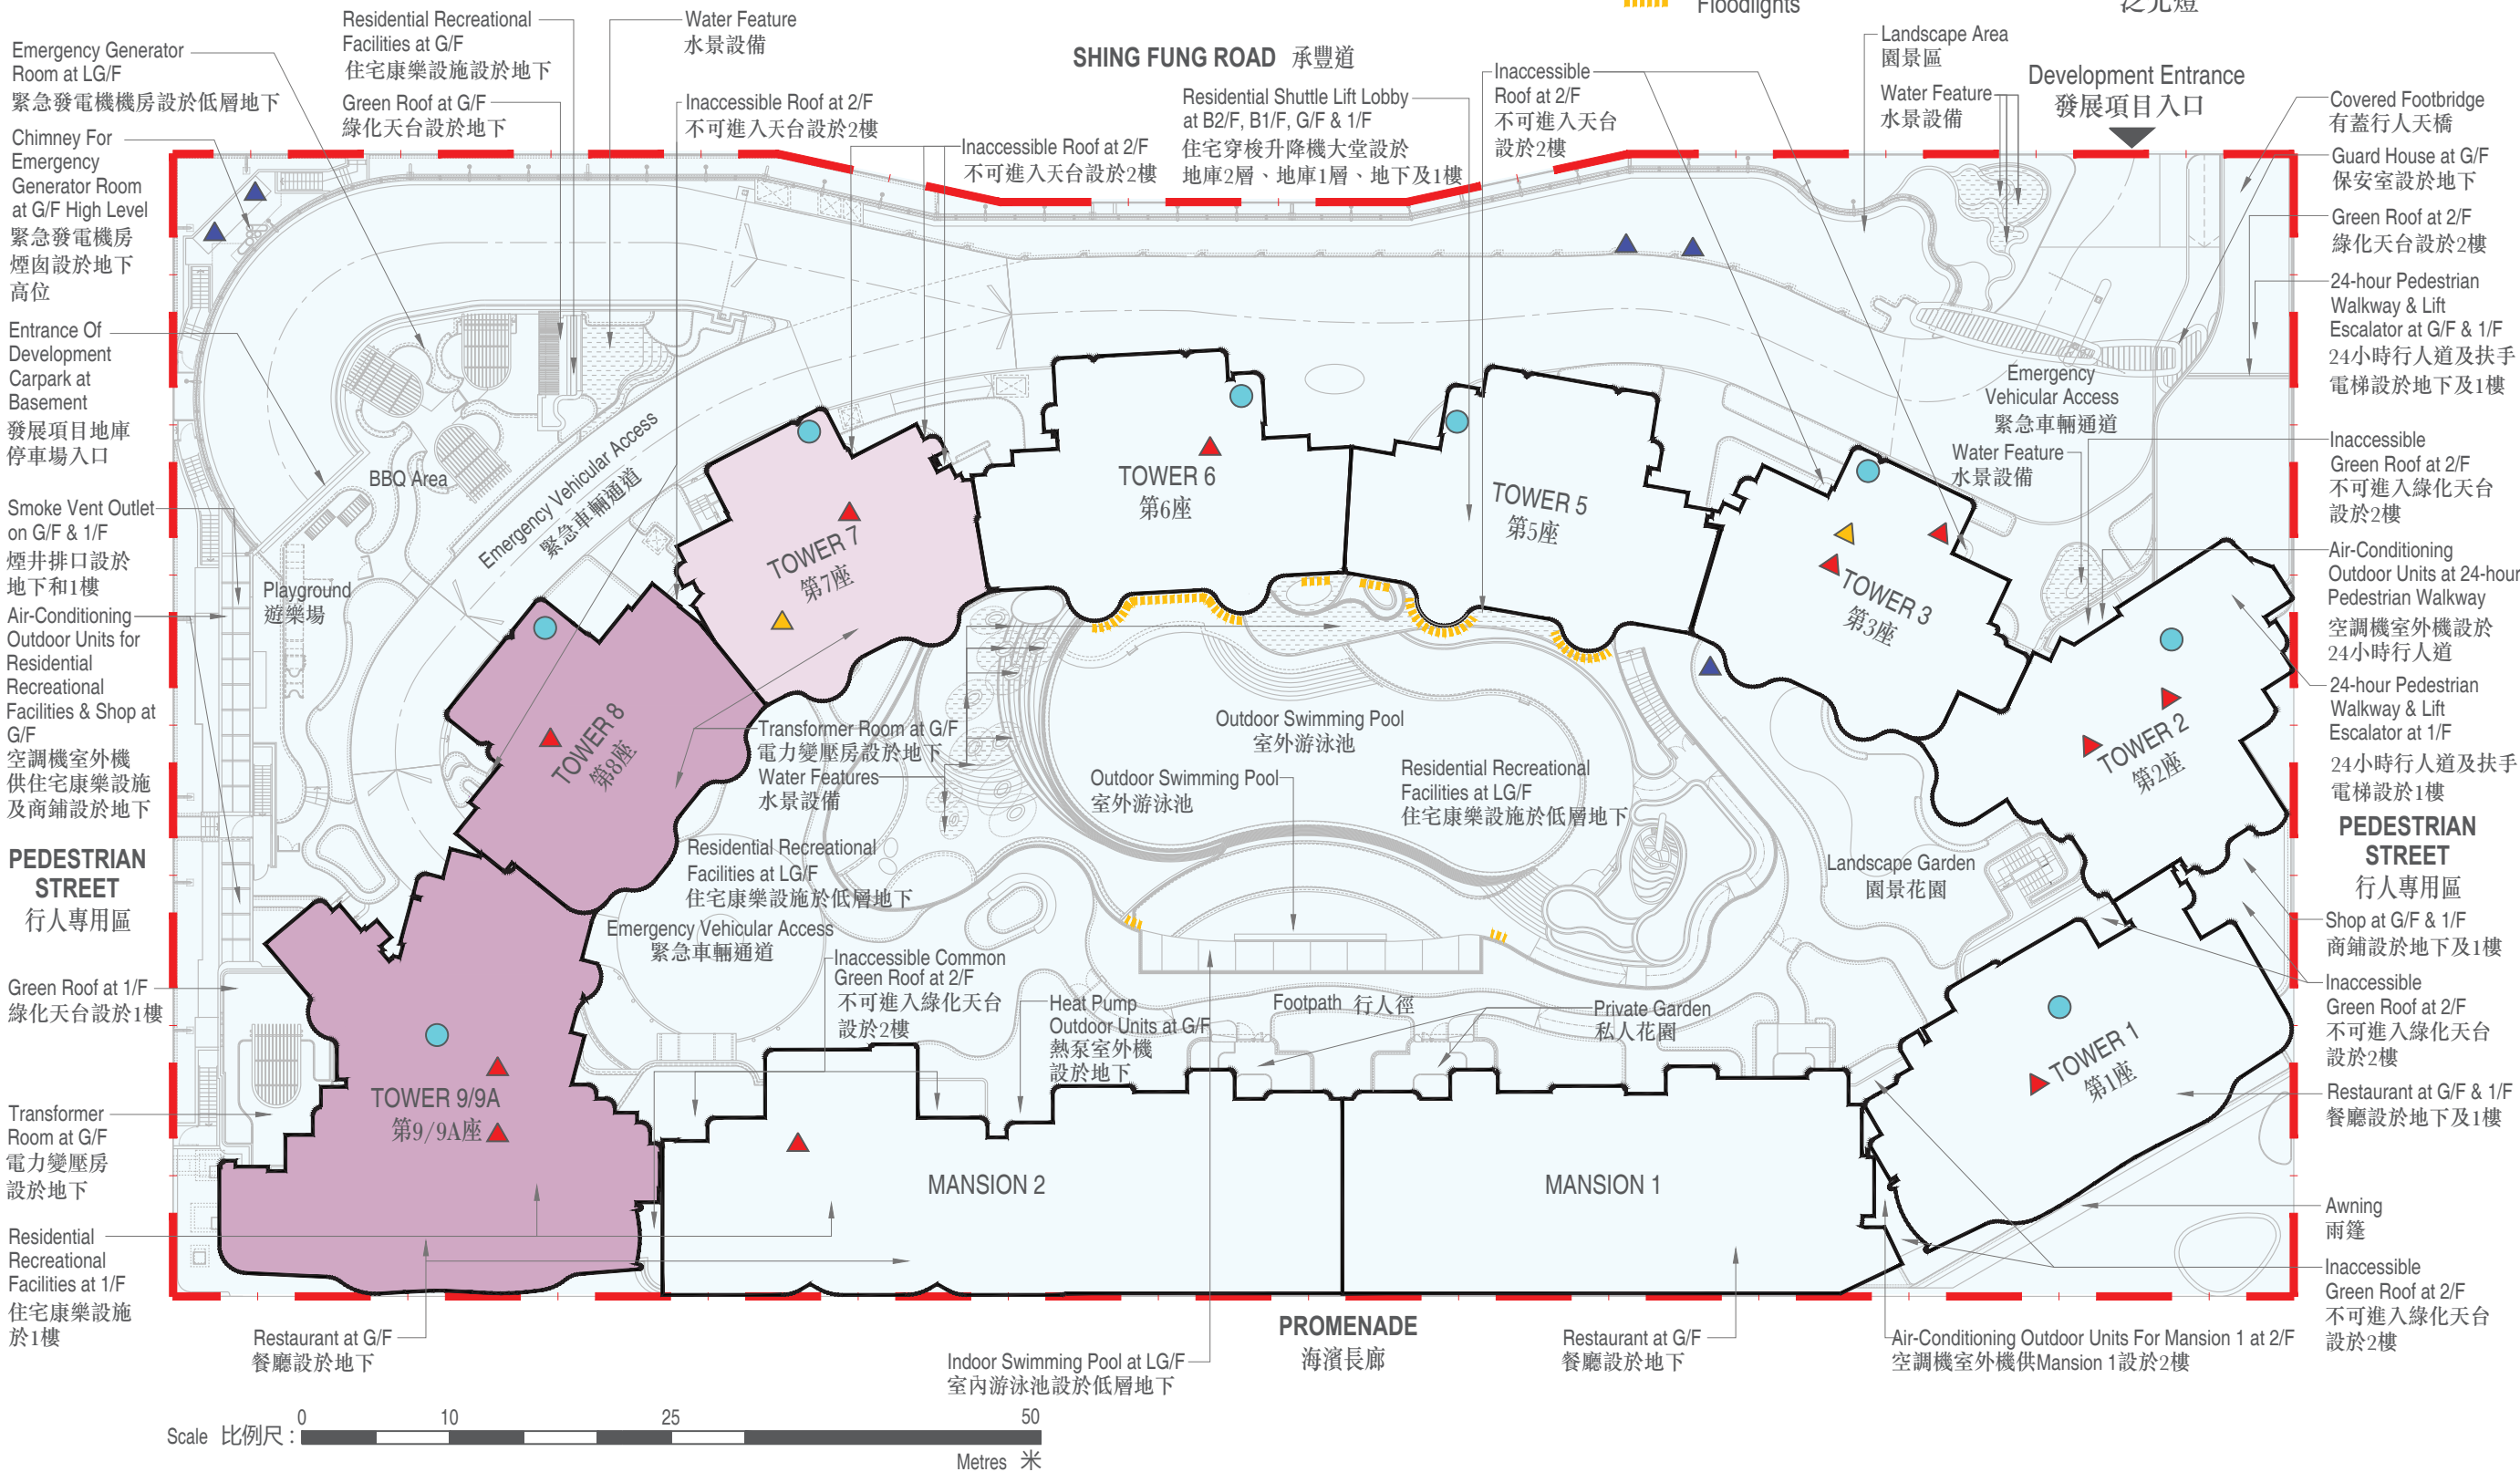 Floodlights
泛光燈
Emergency Generator
Room at LG/F
緊急發電機機房設於低層地下
Chimney For
Emergency
Generator Room
at G/F High Level
緊急發電機房
煙囪設於地下
高位
Entrance Of
Development
Carpark at
Basement
發展項目地庫
停車場入口
Smoke Vent Outlet
on G/F & 1/F
煙井排口設於
地下和1樓
Air-Conditioning
Outdoor Units for
Residential
Recreational
Facilities & Shop at
G/F
空調機室外機
供住宅康樂設施
及商鋪設於地下
PEDESTRIAN
STREET
行人專用區
Green Roof at 1/F
綠化天台設於1樓
Transformer
Room at G/F
電力變壓房
設於地下
Residential
Recreational
Facilities at 1/F
住宅康樂設施
於1樓
Residential Recreational
Facilities at G/F
住宅康樂設施設於地下
Green Roof at G/F
綠化天台設於地下
Water Feature
水景設備
Inaccessible Roof at 2/F
不可進入天台設於2樓
SHING FUNG ROAD 承豐道
Inaccessible Roof at 2/F
不可進入天台設於2樓
Residential Shuttle Lift Lobby
at B2/F, B1/F, G/F & 1/F
住宅穿梭升降機大堂設於
地庫2層、地庫1層、地下及1樓
Inaccessible
Roof at 2/F
不可進入天台
設於2樓
Landscape Area
園景區
Water Feature
水景設備
Development Entrance
發展項目入口
Covered Footbridge
有蓋行人天橋
Guard House at G/F
保安室設於地下
Green Roof at 2/F
綠化天台設於2樓
24-hour Pedestrian
Walkway & Lift
Escalator at G/F & 1/F
24小時行人道及扶手
電梯設於地下及1樓
Inaccessible
Green Roof at 2/F
不可進入綠化天台
設於2樓
Air-Conditioning
Outdoor Units at 24-hour
Pedestrian Walkway
空調機室外機設於
24小時行人道
24-hour Pedestrian
Walkway & Lift
Escalator at 1/F
24小時行人道及扶手
電梯設於1樓
PEDESTRIAN
STREET
行人專用區
Shop at G/F & 1/F
商鋪設於地下及1樓
Inaccessible
Green Roof at 2/F
不可進入綠化天台
設於2樓
Restaurant at G/F & 1/F
餐廳設於地下及1樓
Awning
雨篷
Inaccessible
Green Roof at 2/F
不可進入綠化天台
設於2樓
Emergency
Vehicular Access
緊急車輛通道
Water Feature
水景設備
BBQ Area
Emergency Vehicular Access
緊急車輛通道
Playground
遊樂場
TOWER 7
第7座
TOWER 6
第6座
TOWER 5
第5座
TOWER 3
第3座
TOWER 2
第2座
TOWER 8
第8座
Transformer Room at G/F
電力變壓房設於地下
Water Features
水景設備
Outdoor Swimming Pool
室外游泳池
Outdoor Swimming Pool
室外游泳池
Residential Recreational
Facilities at LG/F
住宅康樂設施於低層地下
Residential Recreational
Facilities at LG/F
住宅康樂設施於低層地下
Landscape Garden
園景花園
Emergency Vehicular Access
緊急車輛通道
Inaccessible Common
Green Roof at 2/F
不可進入綠化天台
設於2樓
Heat Pump
Outdoor Units at G/F
熱泵室外機
設於地下
Footpath 行人徑
Private Garden
私人花園
TOWER 1
第1座
TOWER 9/9A
第9/9A座
MANSION 2
MANSION 1
PROMENADE
海濱長廊
Restaurant at G/F
餐廳設於地下
Indoor Swimming Pool at LG/F
室內游泳池設於低層地下
Restaurant at G/F
餐廳設於地下
Air-Conditioning Outdoor Units For Mansion 1 at 2/F
空調機室外機供Mansion 1設於2樓
0 10 25 50
Scale 比例尺 :
Metres 米